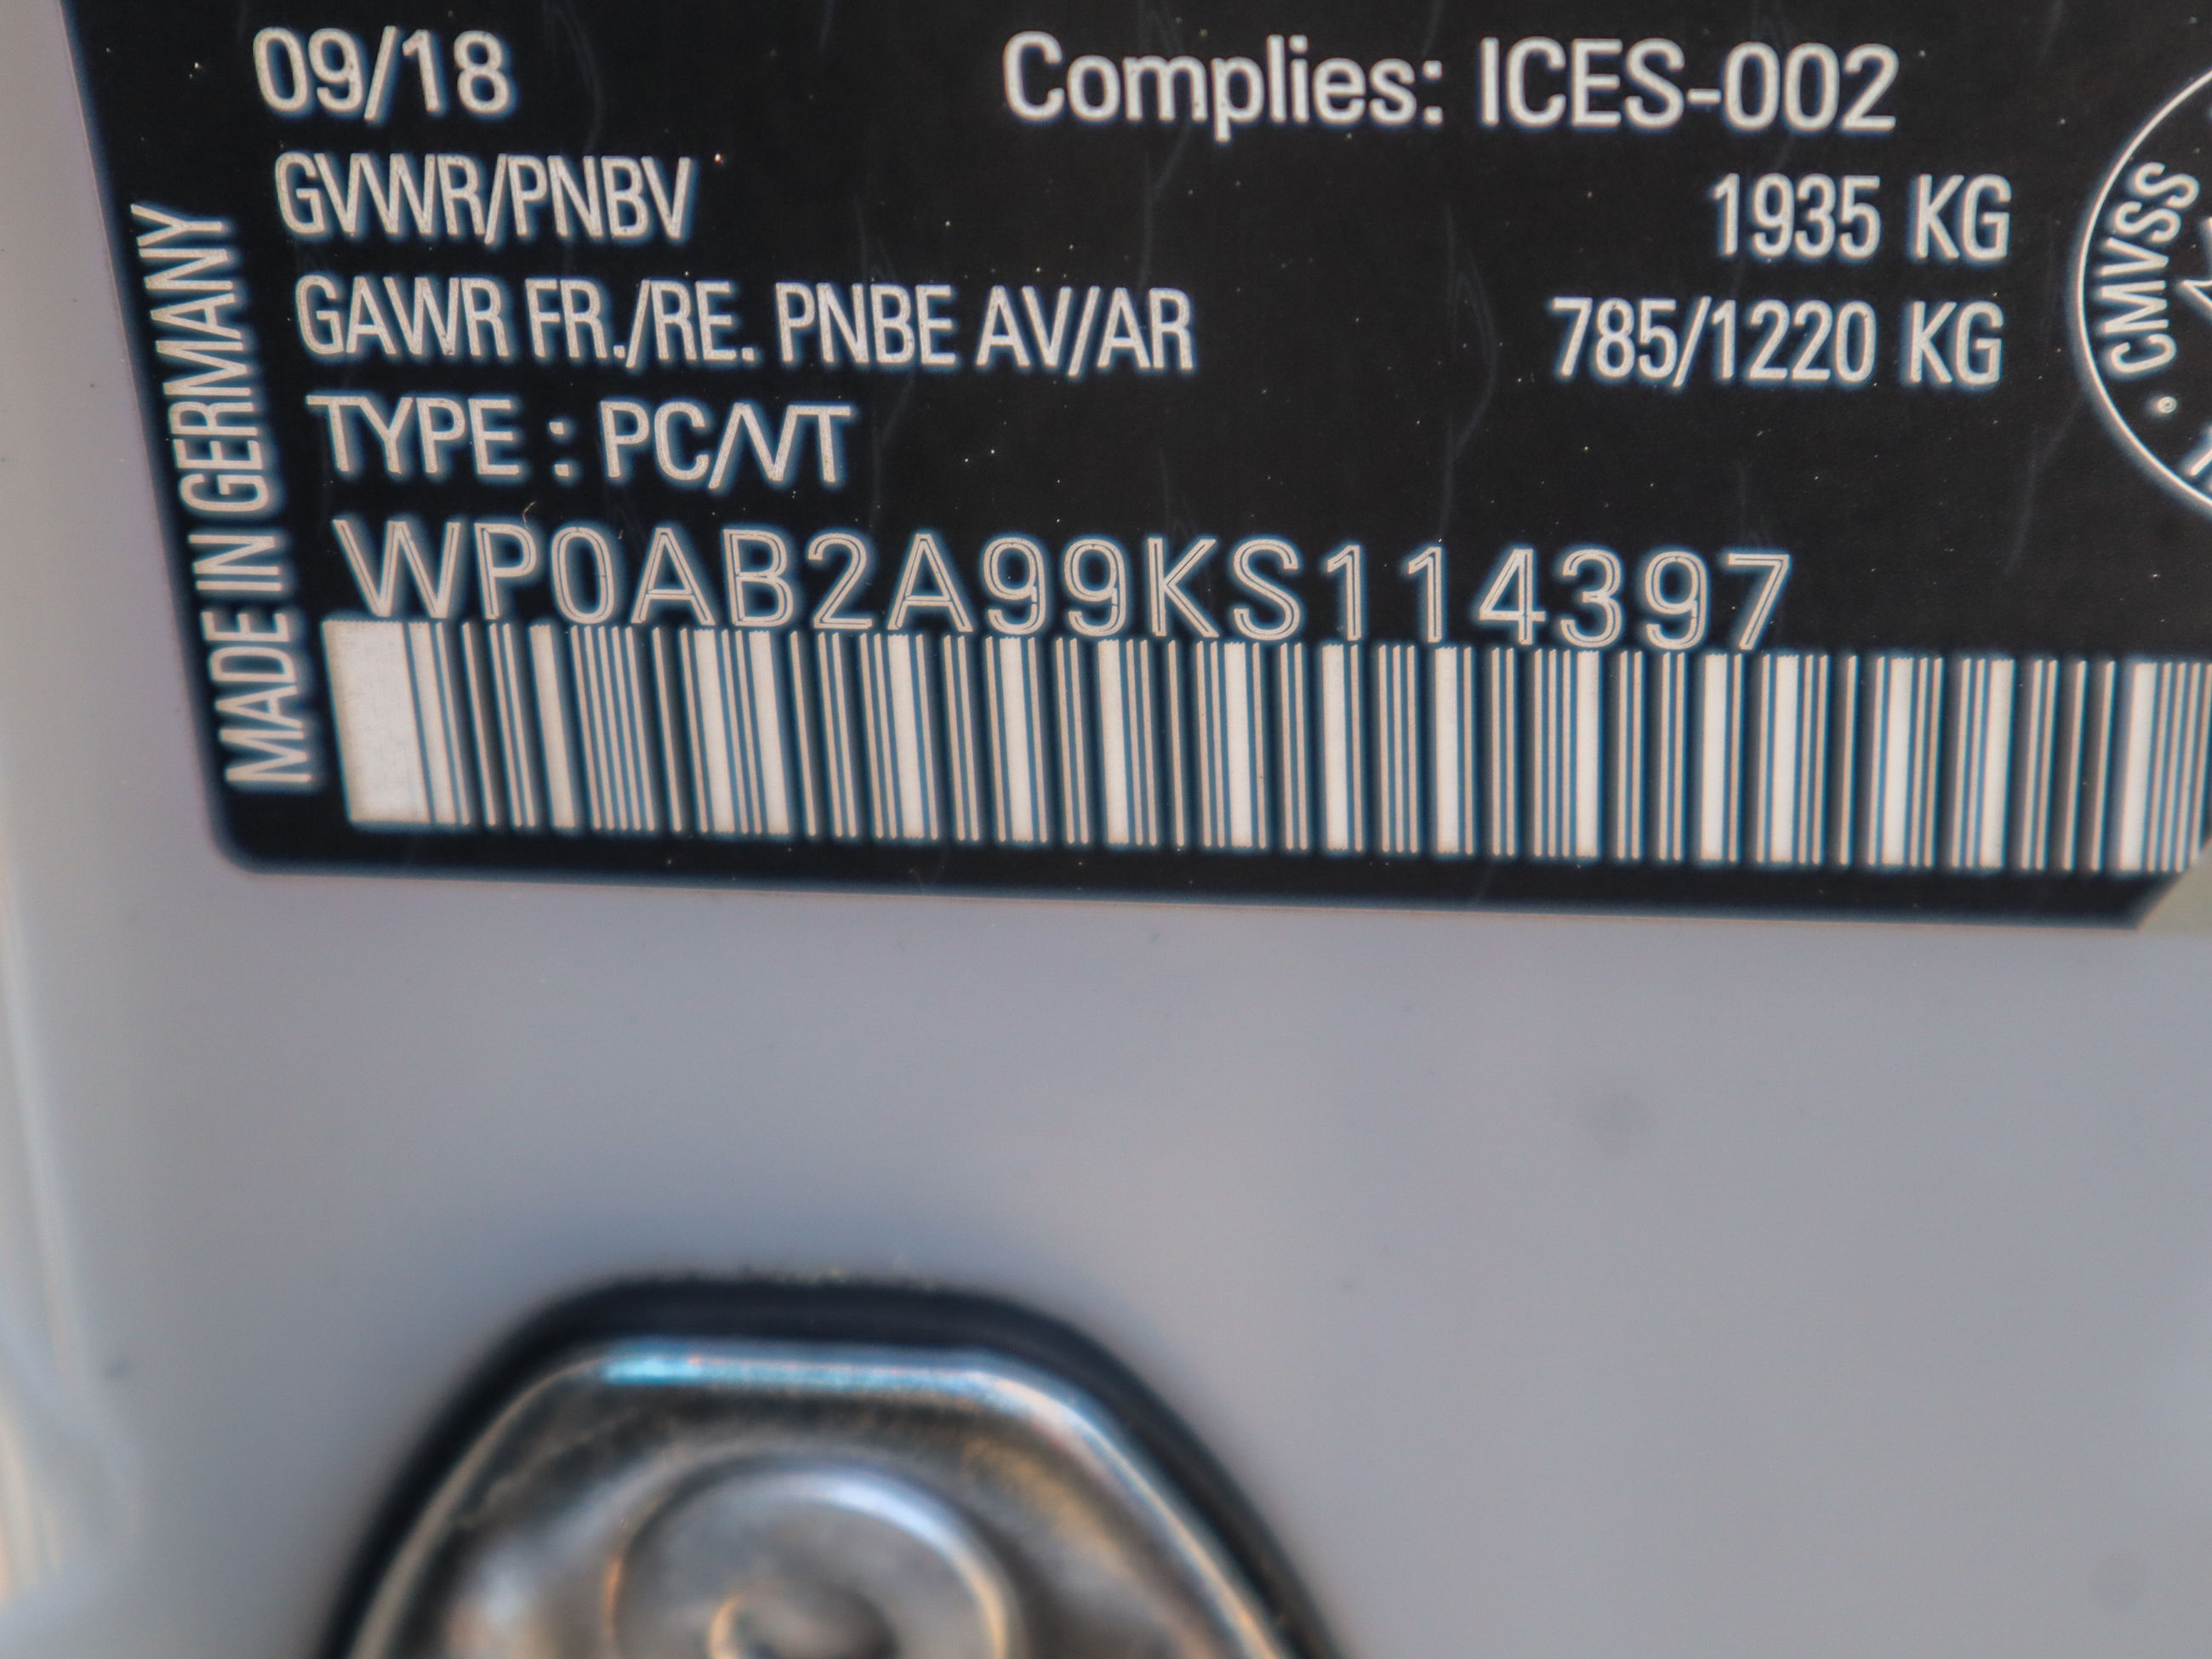 09/18 Complies: ICES-002
GVWR/PNBV 1935 KG
GAWR FR./RE. PNBE AV/AR 785/1220 KG
TYPE : PC/VT
WP0AB2A99KS114397
MADE IN GERMANY
CMVSS